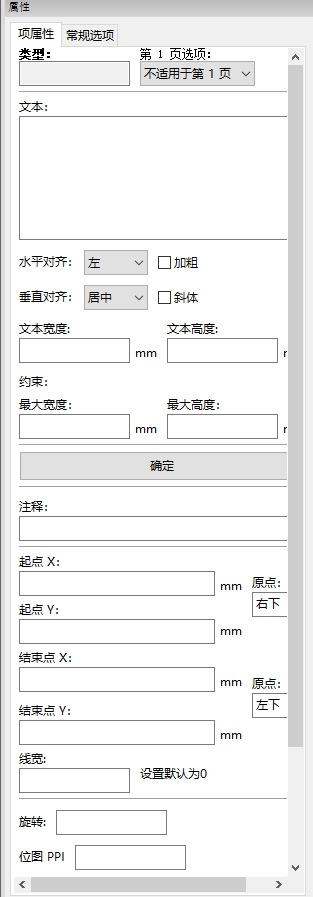 属性
项属性 常规选项
类型: 第 1 页选项:
不适用于第 1 页
文本:
水平对齐: 左 加粗
垂直对齐: 居中 斜体
文本宽度: 文本高度:
mm
约束:
最大宽度: 最大高度:
mm
确定
注释:
起点 X:
mm 原点:
右下
起点 Y:
mm
结束点 X:
mm 原点:
左下
结束点 Y:
mm
线宽:
设置默认为0
旋转:
位图 PPI